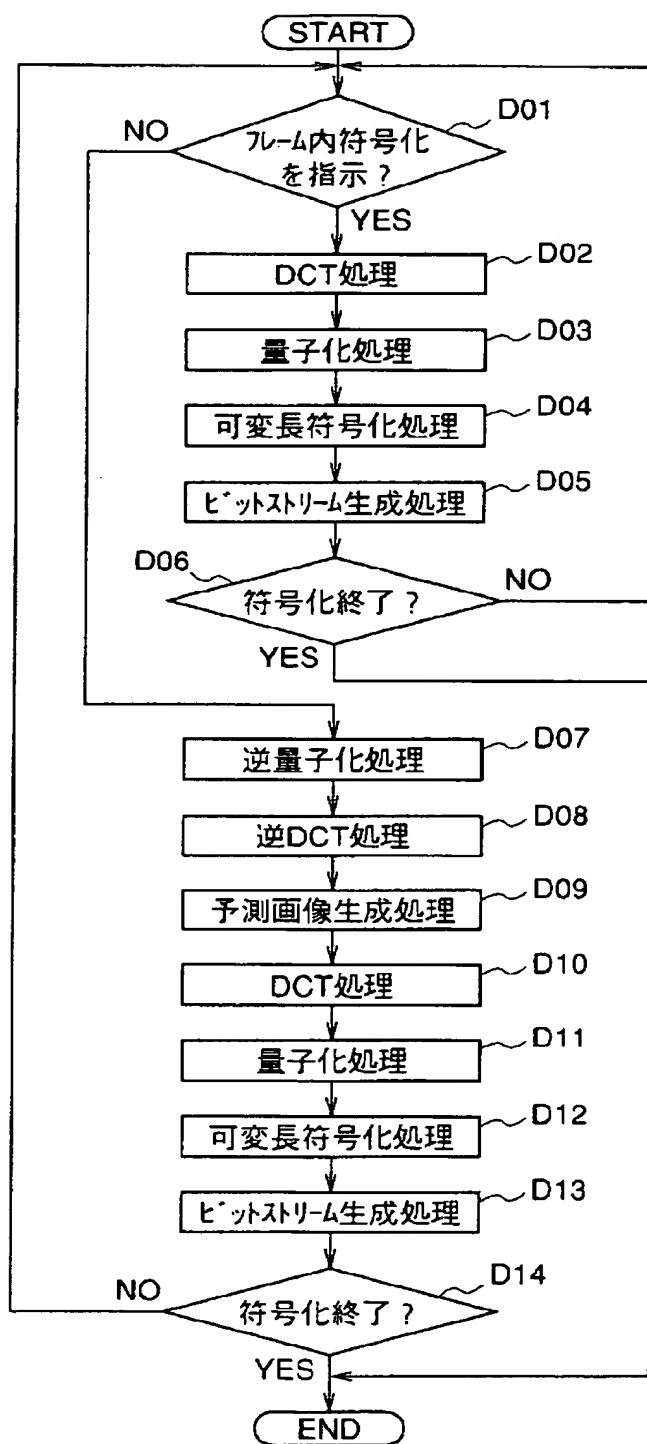 START
NO
D01
フレーム内符号化
を指示？
YES
D02
DCT処理
D03
量子化処理
D04
可変長符号化処理
D05
ビットストリーム生成処理
D06
符号化終了？
NO
YES
D07
逆量子化処理
D08
逆DCT処理
D09
予測画像生成処理
D10
DCT処理
D11
量子化処理
D12
可変長符号化処理
D13
ビットストリーム生成処理
NO
D14
符号化終了？
YES
END